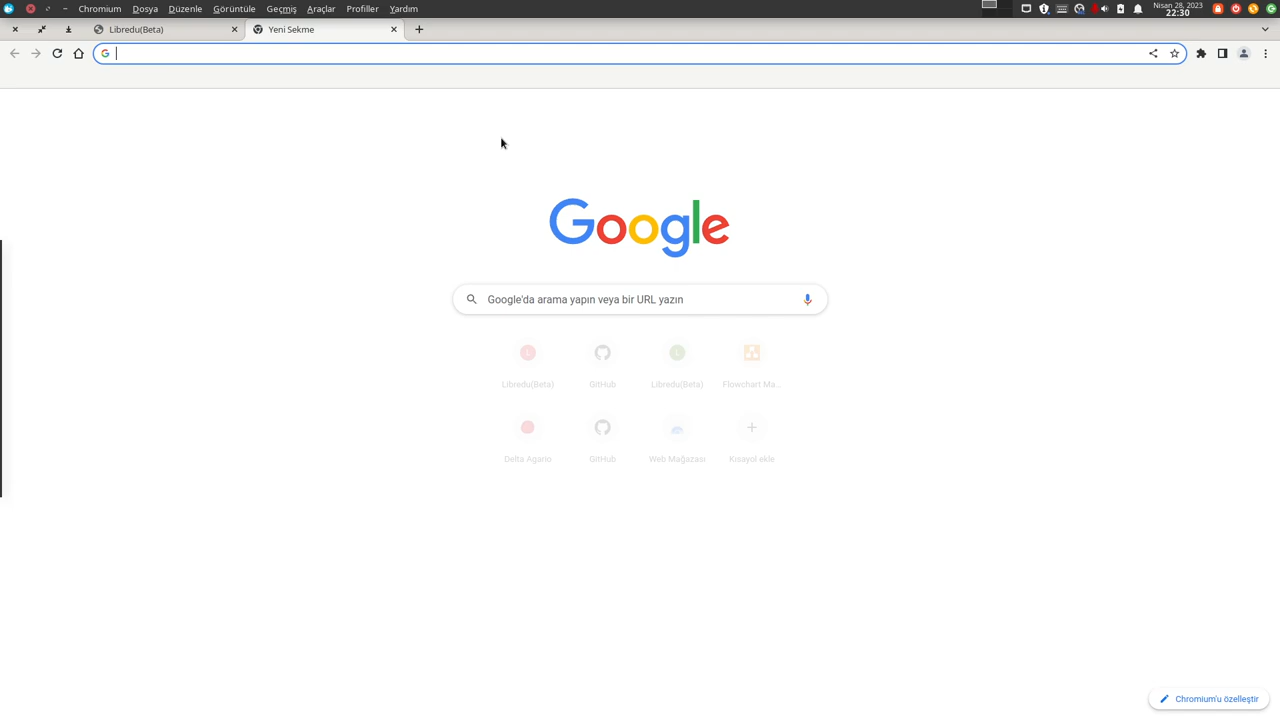 Chromium Dosya Düzenle Görüntüle Geçmiş Araçlar Profiller Yardım
Nisan 28, 2023
22:30
Libredu(Beta) Yeni Sekme
Google
Google'da arama yapın veya bir URL yazın
Libredu(Beta) GitHub Libredu(Beta) Flowchart Ma...
Delta Agario GitHub Web Mağazası Kısayol ekle
Chromium'u özelleştir